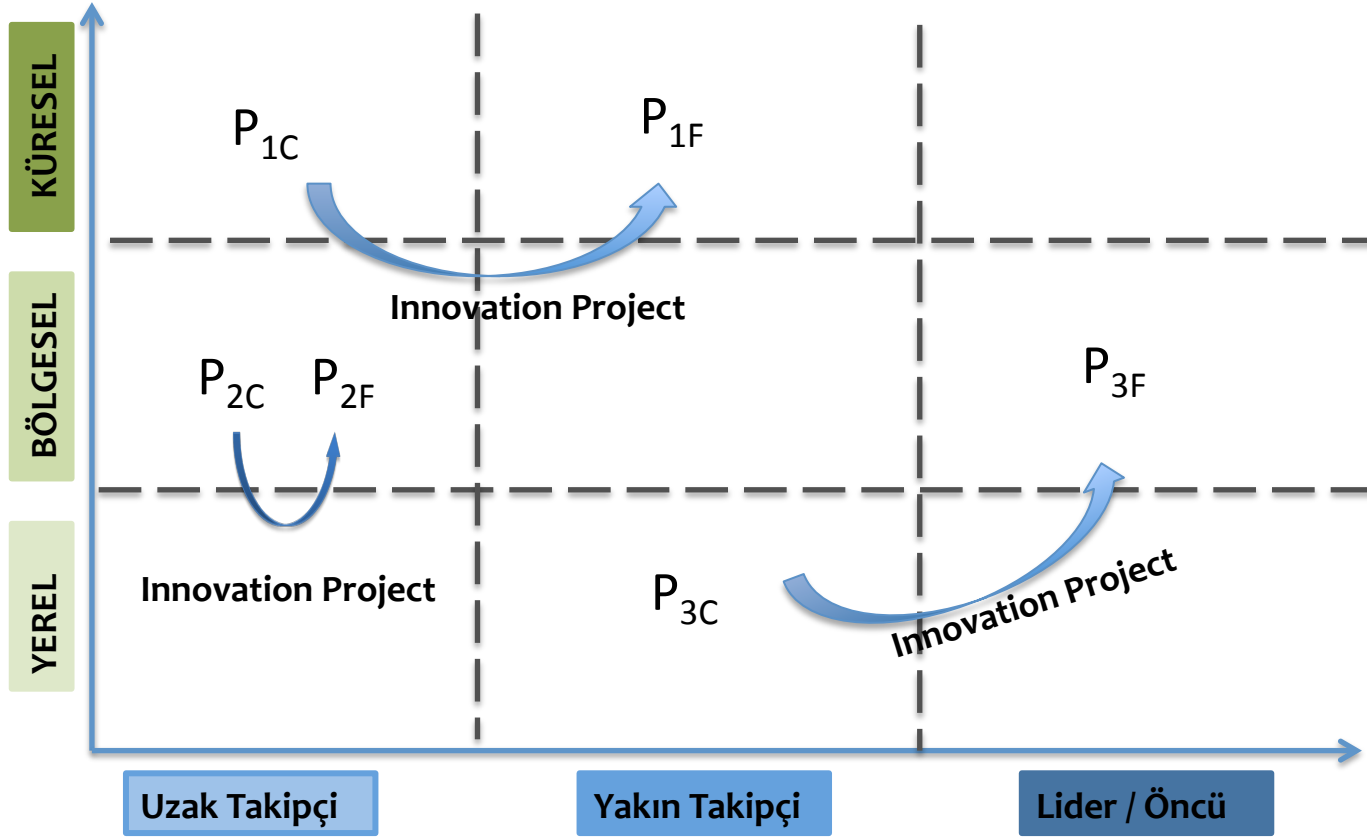 KÜRESEL
P1C
P1F
Innovation Project
BÖLGESEL
P2C
P2F
P3F
YEREL
Innovation Project
P3C
Innovation Project
Uzak Takipçi
Yakın Takipçi
Lider / Öncü